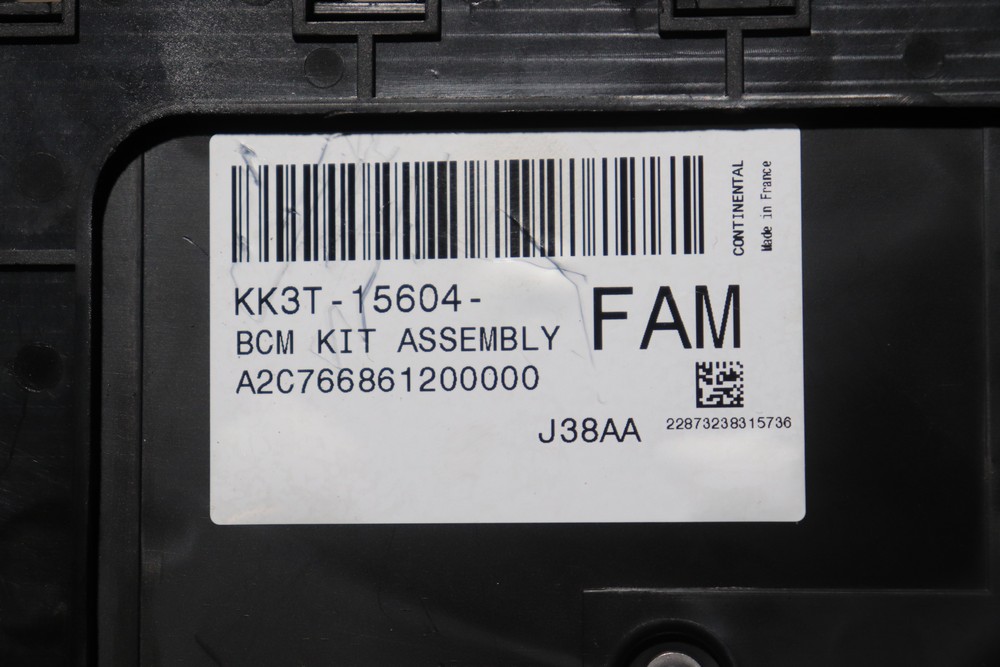 CONTINENTAL
Made in France
KK3T-15604-
FAM
BCM KIT ASSEMBLY
A2C766861200000
J38AA
22873238315736